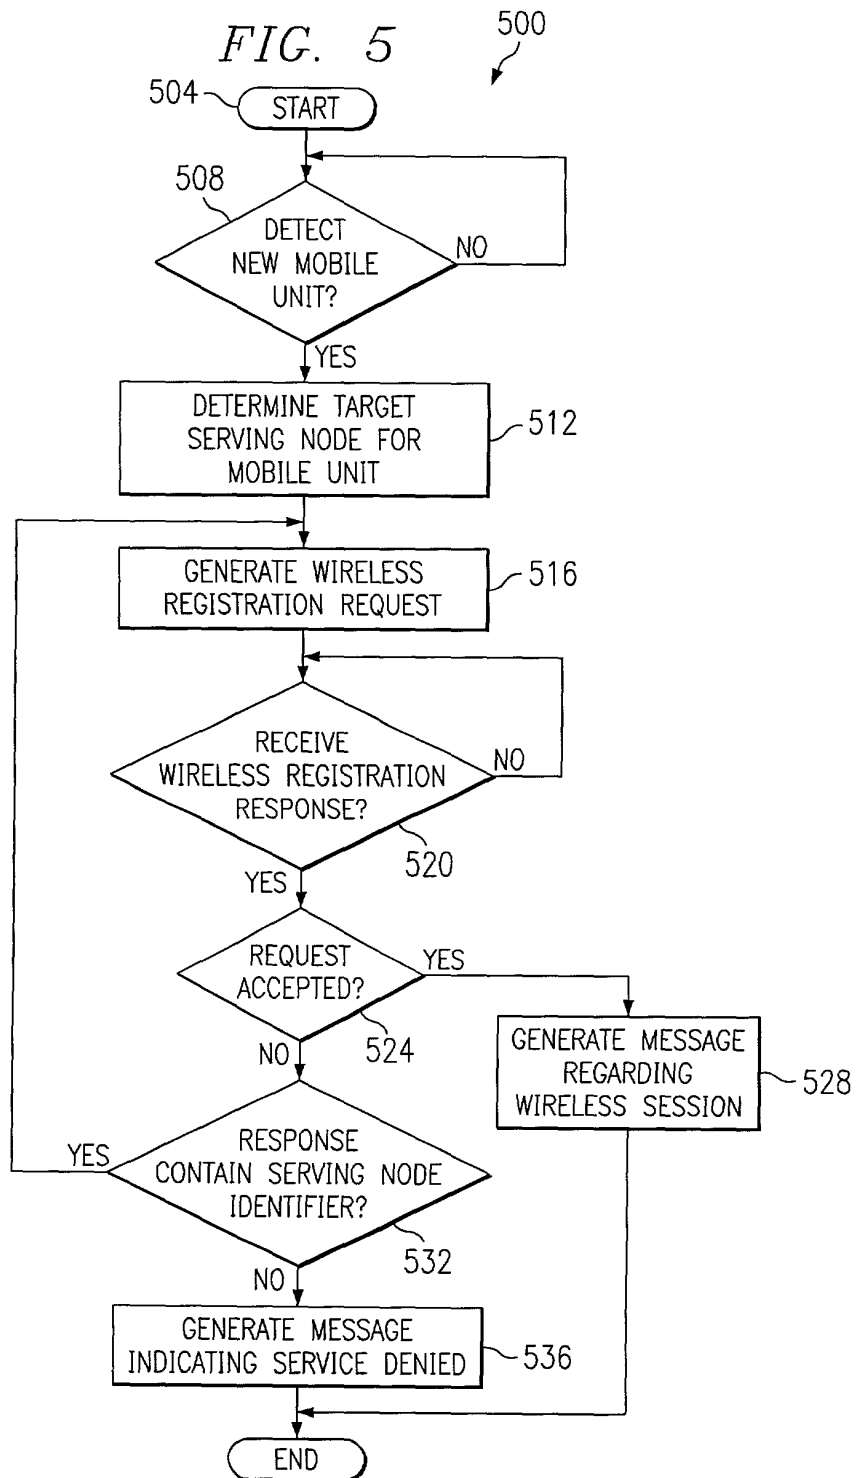 FIG. 5
500
504
START
508
DETECT
NEW MOBILE
UNIT?
NO
YES
DETERMINE TARGET
SERVING NODE FOR
MOBILE UNIT
512
GENERATE WIRELESS
REGISTRATION REQUEST
516
RECEIVE
WIRELESS REGISTRATION
RESPONSE?
NO
520
YES
REQUEST
ACCEPTED?
YES
524
NO
GENERATE MESSAGE
REGARDING
WIRELESS SESSION
528
RESPONSE
CONTAIN SERVING NODE
IDENTIFIER?
YES
532
NO
GENERATE MESSAGE
INDICATING SERVICE DENIED
536
END